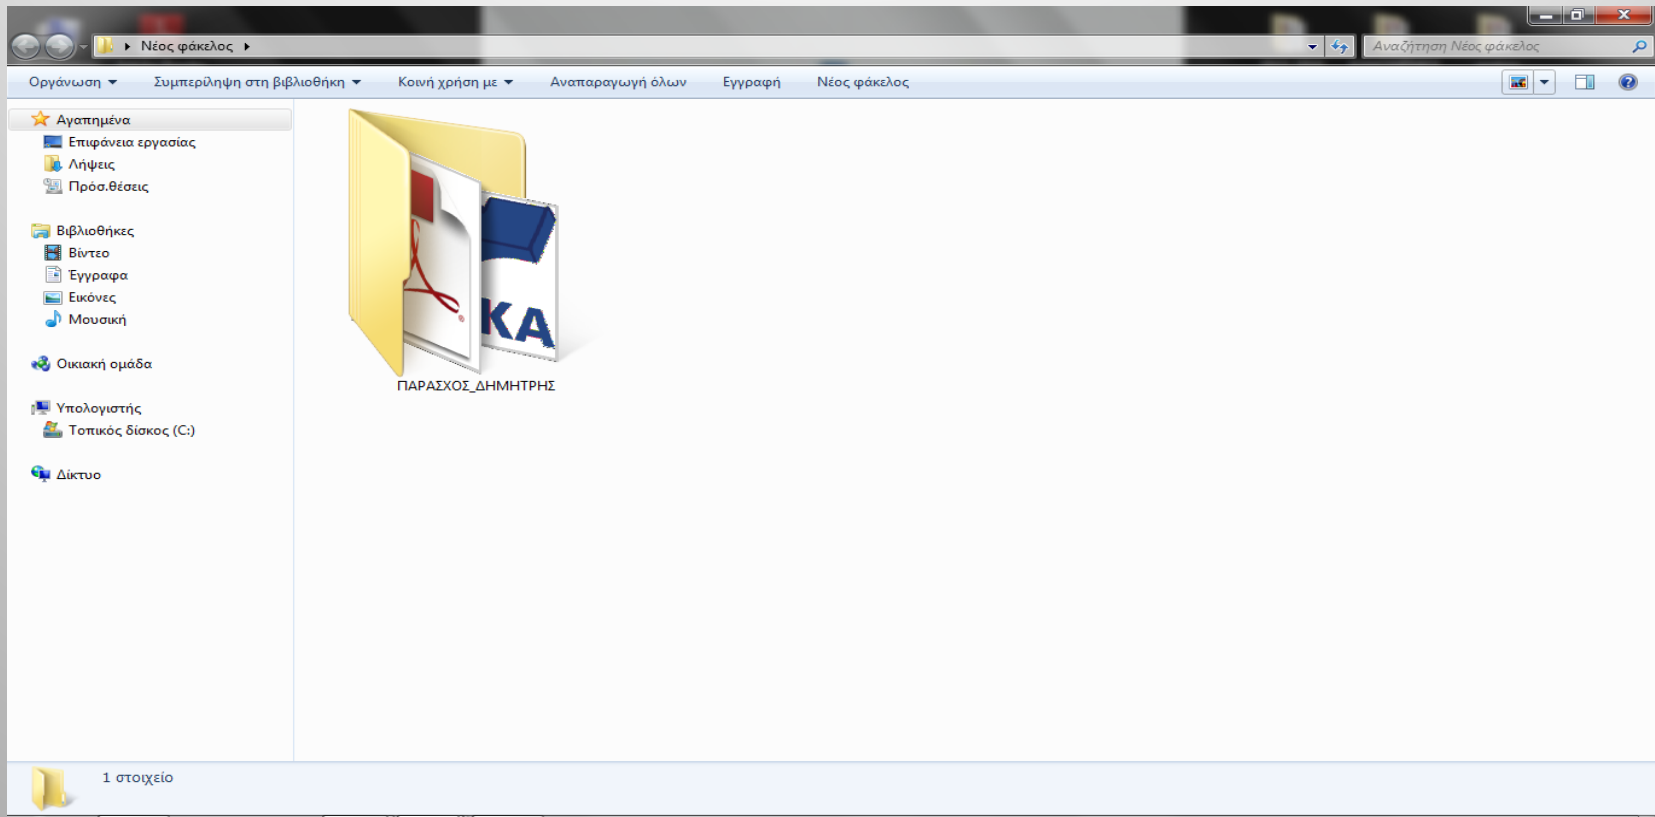 Νέος φάκελος
Αναζήτηση Νέος φάκελος
Οργάνωση Συμπερίληψη στη βιβλιοθήκη Κοινή χρήση με Αναπαραγωγή όλων Εγγραφή Νέος φάκελος
Αγαπημένα
Επιφάνεια εργασίας
Λήψεις
Πρόσ.θέσεις
Βιβλιοθήκες
Βίντεο
Έγγραφα
Εικόνες
Μουσική
Οικιακή ομάδα
Υπολογιστής
Τοπικός δίσκος (C:)
Δίκτυο
ΚΑ
ΠΑΡΑΣΧΟΣ_ΔΗΜΗΤΡΗΣ
1 στοιχείο